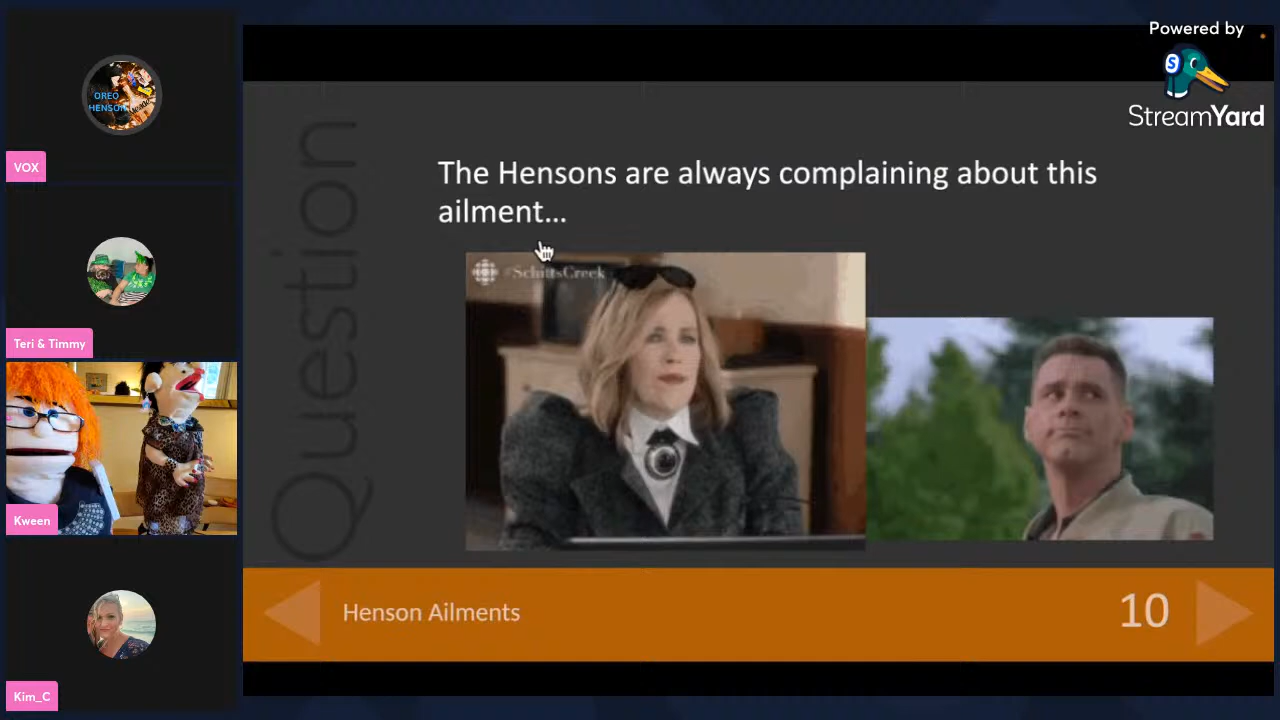 Powered by
S
StreamYard
OREO
HENSON
VOX
Teri & Timmy
Kween
Kim_C
Question
The Hensons are always complaining about this
ailment...
#SchittsCreek
Henson Ailments
10